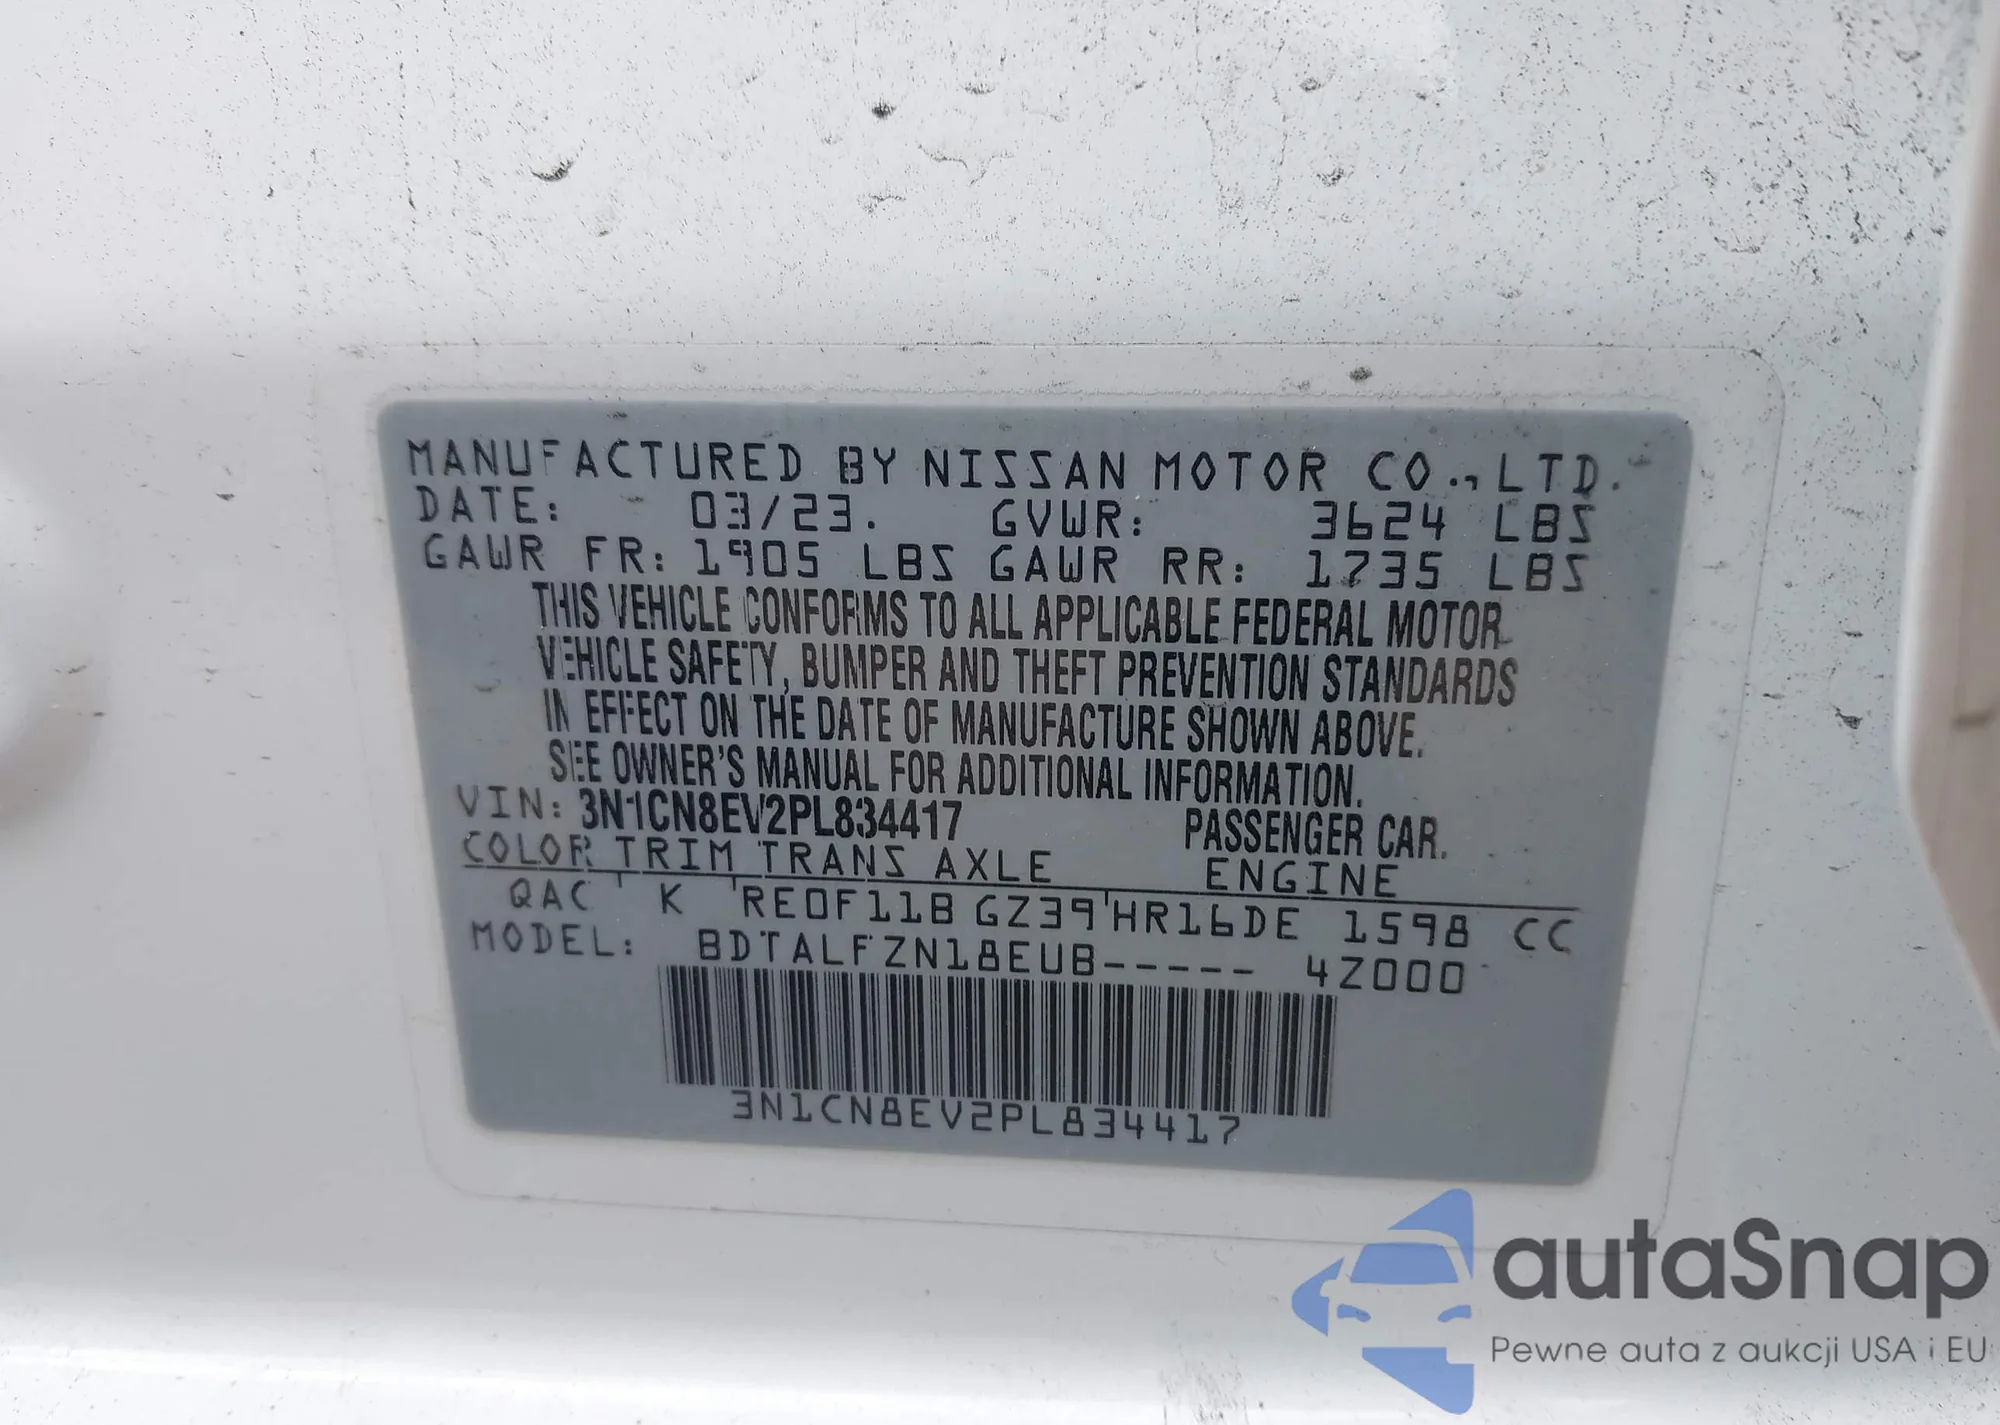 MANUFACTURED BY NISSAN MOTOR CO., LTD.
DATE: 03/23. GVWR: 3624 LBS
GAWR FR: 1905 LBS GAWR RR: 1735 LBS
THIS VEHICLE CONFORMS TO ALL APPLICABLE FEDERAL MOTOR
VEHICLE SAFETY, BUMPER AND THEFT PREVENTION STANDARDS
IN EFFECT ON THE DATE OF MANUFACTURE SHOWN ABOVE.
SEE OWNER'S MANUAL FOR ADDITIONAL INFORMATION.
VIN: 3N1CN8EV2PL834417 PASSENGER CAR.
COLOR TRIM TRANS AXLE ENGINE
QAC K RE0F11B GZ39 HR16DE 1598 CC
MODEL: BDTALFZN18EUB----- 4Z000
3N1CN8EV2PL834417
autaSnap
Pewne auta z aukcji USA i EU